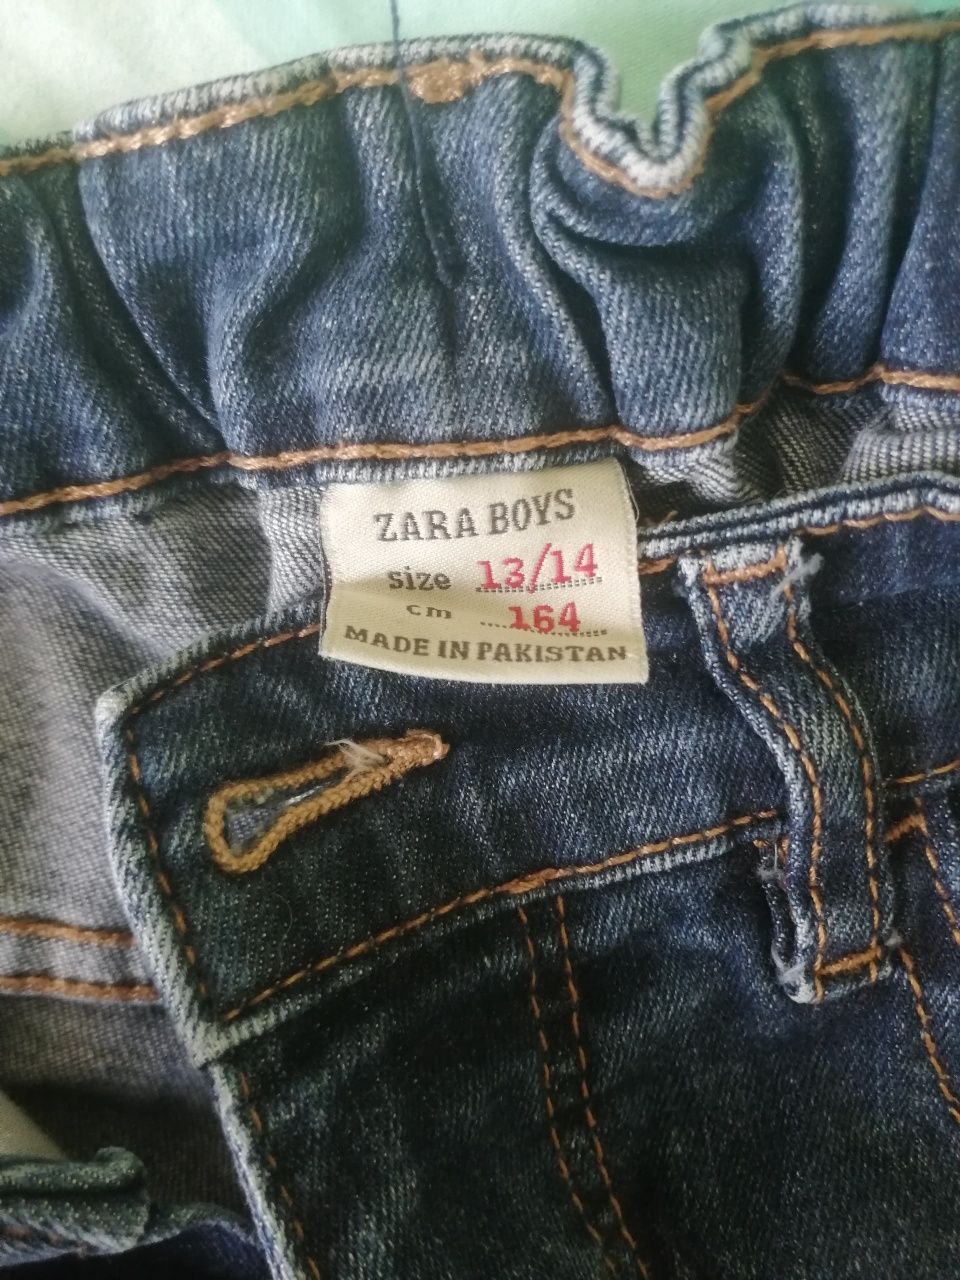 ZARA BOYS
size 13/14
cm 164
MADE IN PAKISTAN